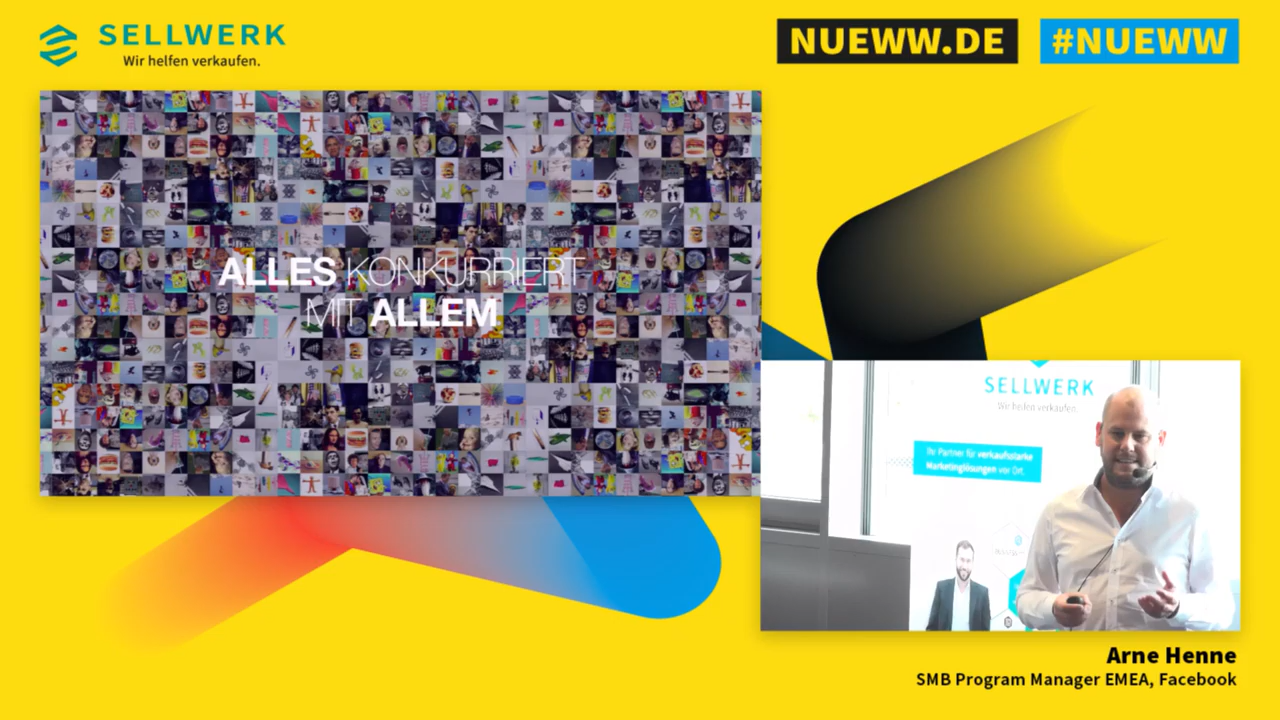 SELLWERK
Wir helfen verkaufen.
NUEWW.DE
#NUEWW
ALLES KONKURRIERT
MIT ALLEM
SELLWERK
Wir helfen verkaufen.
Ihr Partner für verkaufsstarke
Marketinglösungen vor Ort.
Arne Henne
SMB Program Manager EMEA, Facebook